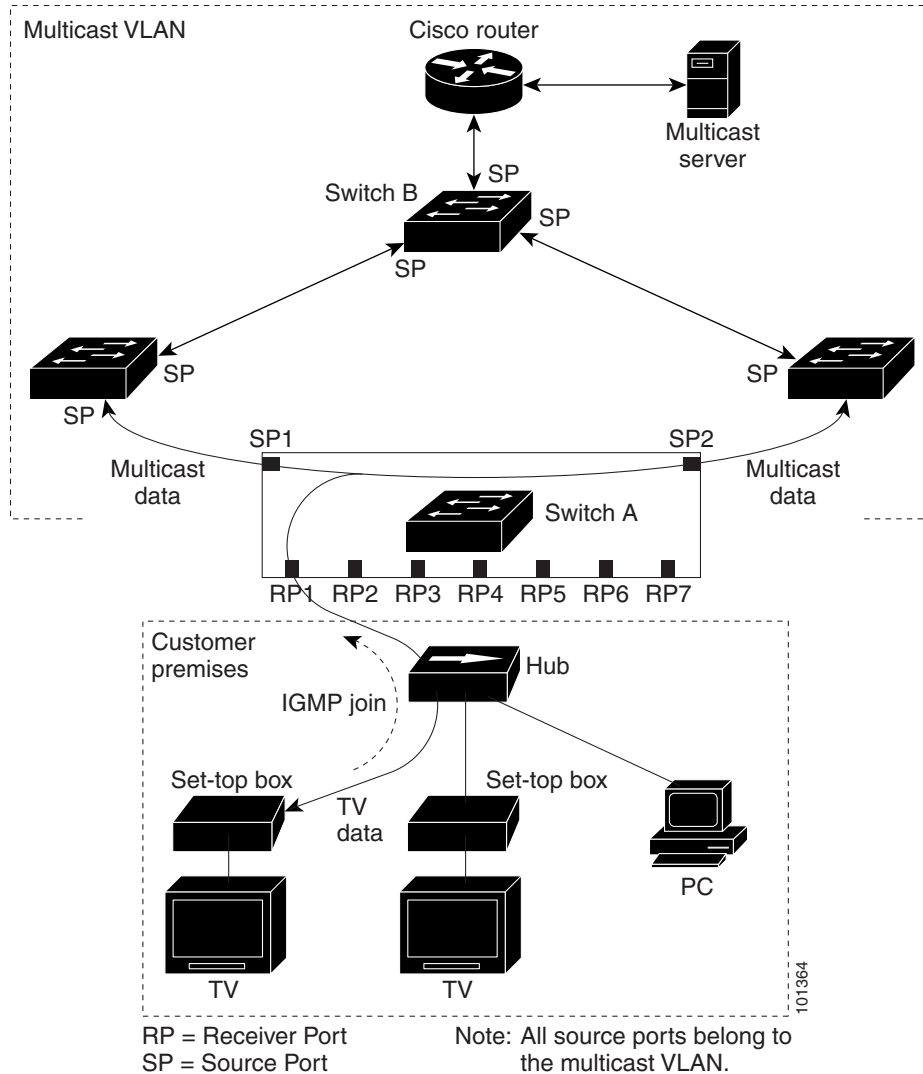 Multicast VLAN
Cisco router
Multicast
server
SP
Switch B
SP
SP
SP
SP
SP
SP1
SP2
Multicast
data
Multicast
data
Switch A
RP1 RP2 RP3 RP4 RP5 RP6 RP7
Customer
premises
Hub
IGMP join
Set-top box
Set-top box
TV
data
PC
TV
TV
101364
RP = Receiver Port
SP = Source Port
Note: All source ports belong to
the multicast VLAN.